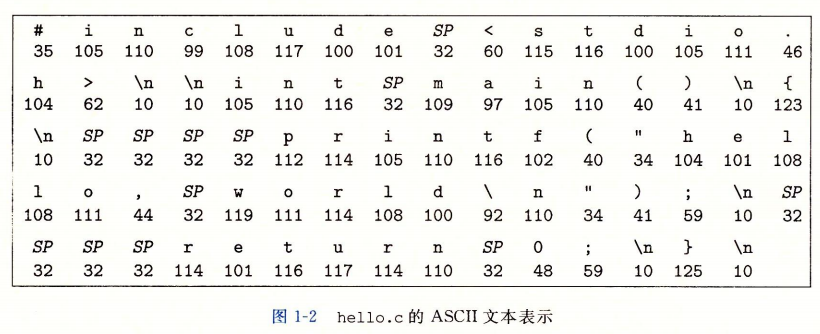 # i n c l u d e SP < s t d i o .
35 105 110 99 108 117 100 101 32 60 115 116 100 105 111 46
h > \n \n i n t SP m a i n ( ) \n {
104 62 10 10 105 110 116 32 109 97 105 110 40 41 10 123
\n SP SP SP SP p r i n t f ( " h e l
10 32 32 32 32 112 114 105 110 116 102 40 34 104 101 108
l o , SP w o r l d \ n " ) ; \n SP
108 111 44 32 119 111 114 108 100 92 110 34 41 59 10 32
SP SP SP r e t u r n SP 0 ; \n } \n
32 32 32 114 101 116 117 114 110 32 48 59 10 125 10
图 1-2 hello.c 的 ASCII 文本表示